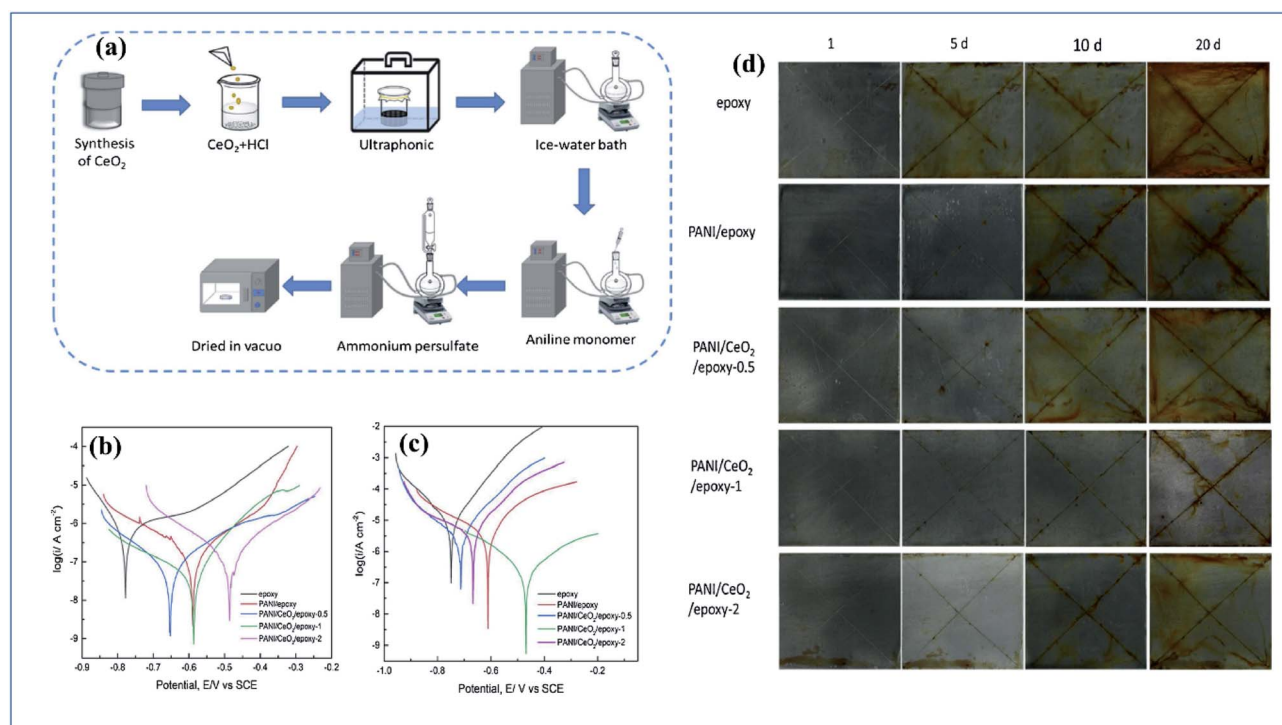 (a)
Synthesis
of CeO₂
CeO₂+HCl
Ultraphonic
Ice-water bath
Dried in vacuo
Ammonium persulfate
Aniline monomer
(b)
log(i/ A cm⁻²)
-4
-5
-6
-7
-8
-9
-0.9
-0.8
-0.7
-0.6
-0.5
-0.4
-0.3
-0.2
Potential, E/V vs SCE
epoxy
PANI/epoxy
PANI/CeO₂/epoxy-0.5
PANI/CeO₂/epoxy-1
PANI/CeO₂/epoxy-2
(c)
log(i/ A cm⁻²)
-2
-3
-4
-5
-6
-7
-8
-9
-1.0
-0.8
-0.6
-0.4
-0.2
Potential, E/ V vs SCE
epoxy
PANI/epoxy
PANI/CeO₂/epoxy-0.5
PANI/CeO₂/epoxy-1
PANI/CeO₂/epoxy-2
(d)
1
5 d
10 d
20 d
epoxy
PANI/epoxy
PANI/CeO₂
/epoxy-0.5
PANI/CeO₂
/epoxy-1
PANI/CeO₂
/epoxy-2